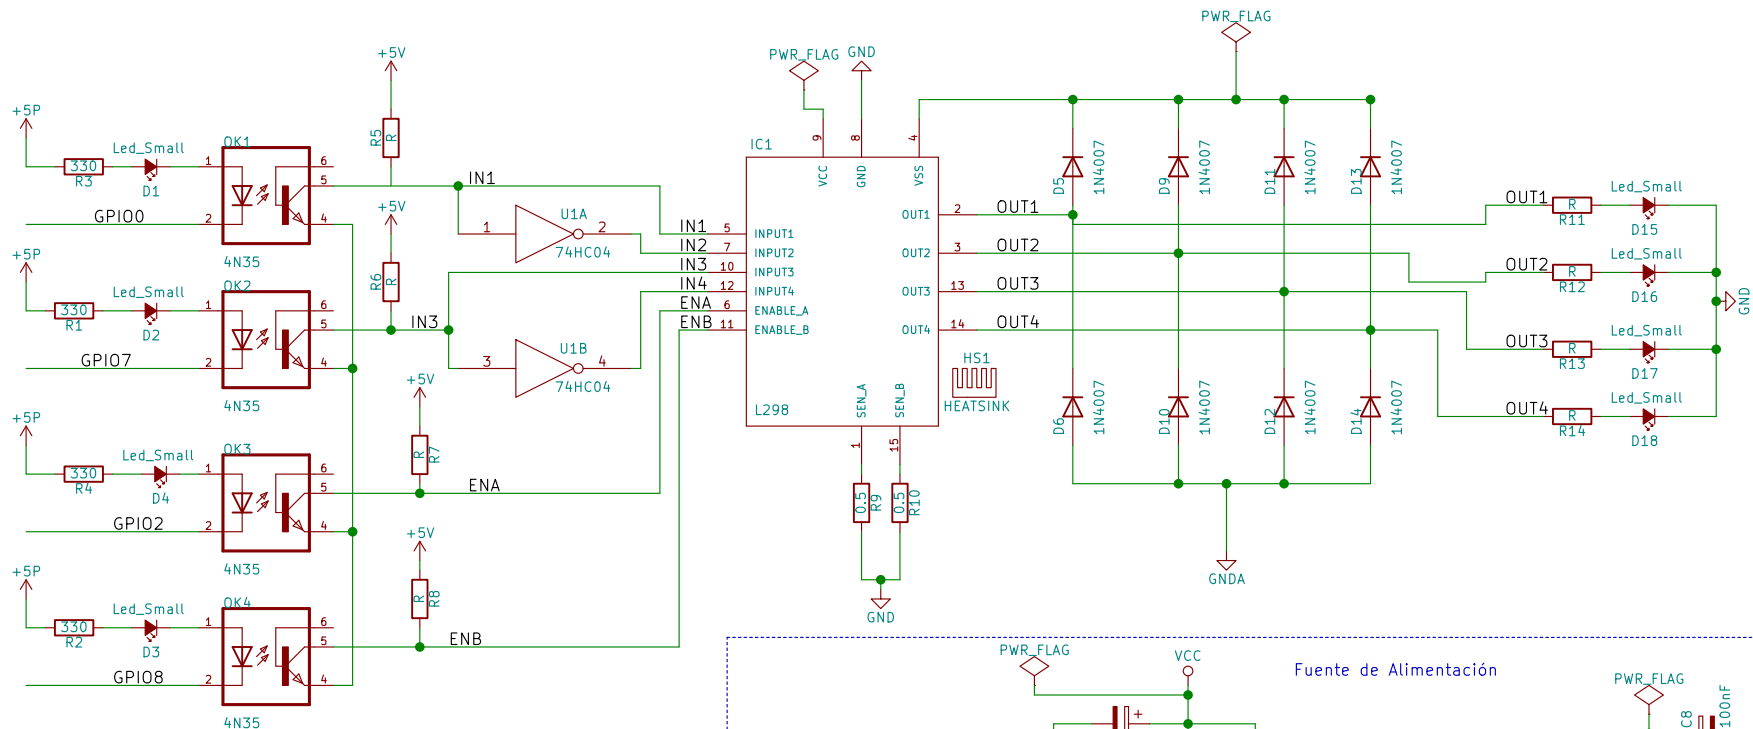 PWR_FLAG
+5V
PWR_FLAG
GND
+5P
R5
R
Led_Small
330
R3
D1
OK1
1
2
6
5
4
4N35
GPIO0
IN1
+5V
R6
R
1
U1A
2
74HC04
+5P
Led_Small
330
R1
D2
OK2
1
2
6
5
4
4N35
GPIO7
IN3
3
U1B
4
74HC04
+5V
R
R7
+5P
Led_Small
330
R4
D4
OK3
1
2
6
5
4
4N35
GPIO2
ENA
+5V
R
R8
+5P
Led_Small
330
R2
D3
OK4
1
2
6
5
4
4N35
GPIO8
ENB
IC1
9
8
4
VCC
GND
VSS
IN1
5
INPUT1
IN2
7
INPUT2
IN3
10
INPUT3
IN4
12
INPUT4
ENA
6
ENABLE_A
ENB
11
ENABLE_B
OUT1
2
OUT1
OUT2
3
OUT2
OUT3
13
OUT3
OUT4
14
OUT4
L298
SEN_A
SEN_B
1
15
HS1
HEATSINK
0.5
R9
0.5
R10
GND
D5
1N4007
D9
1N4007
D11
1N4007
D13
1N4007
D6
1N4007
D10
1N4007
D12
1N4007
D14
1N4007
GNDA
OUT1
R
R11
Led_Small
D15
OUT2
R
R12
Led_Small
D16
OUT3
R
R13
Led_Small
D17
OUT4
R
R14
Led_Small
D18
GND
PWR_FLAG
VCC
+
Fuente de Alimentación
PWR_FLAG
C8
100nF